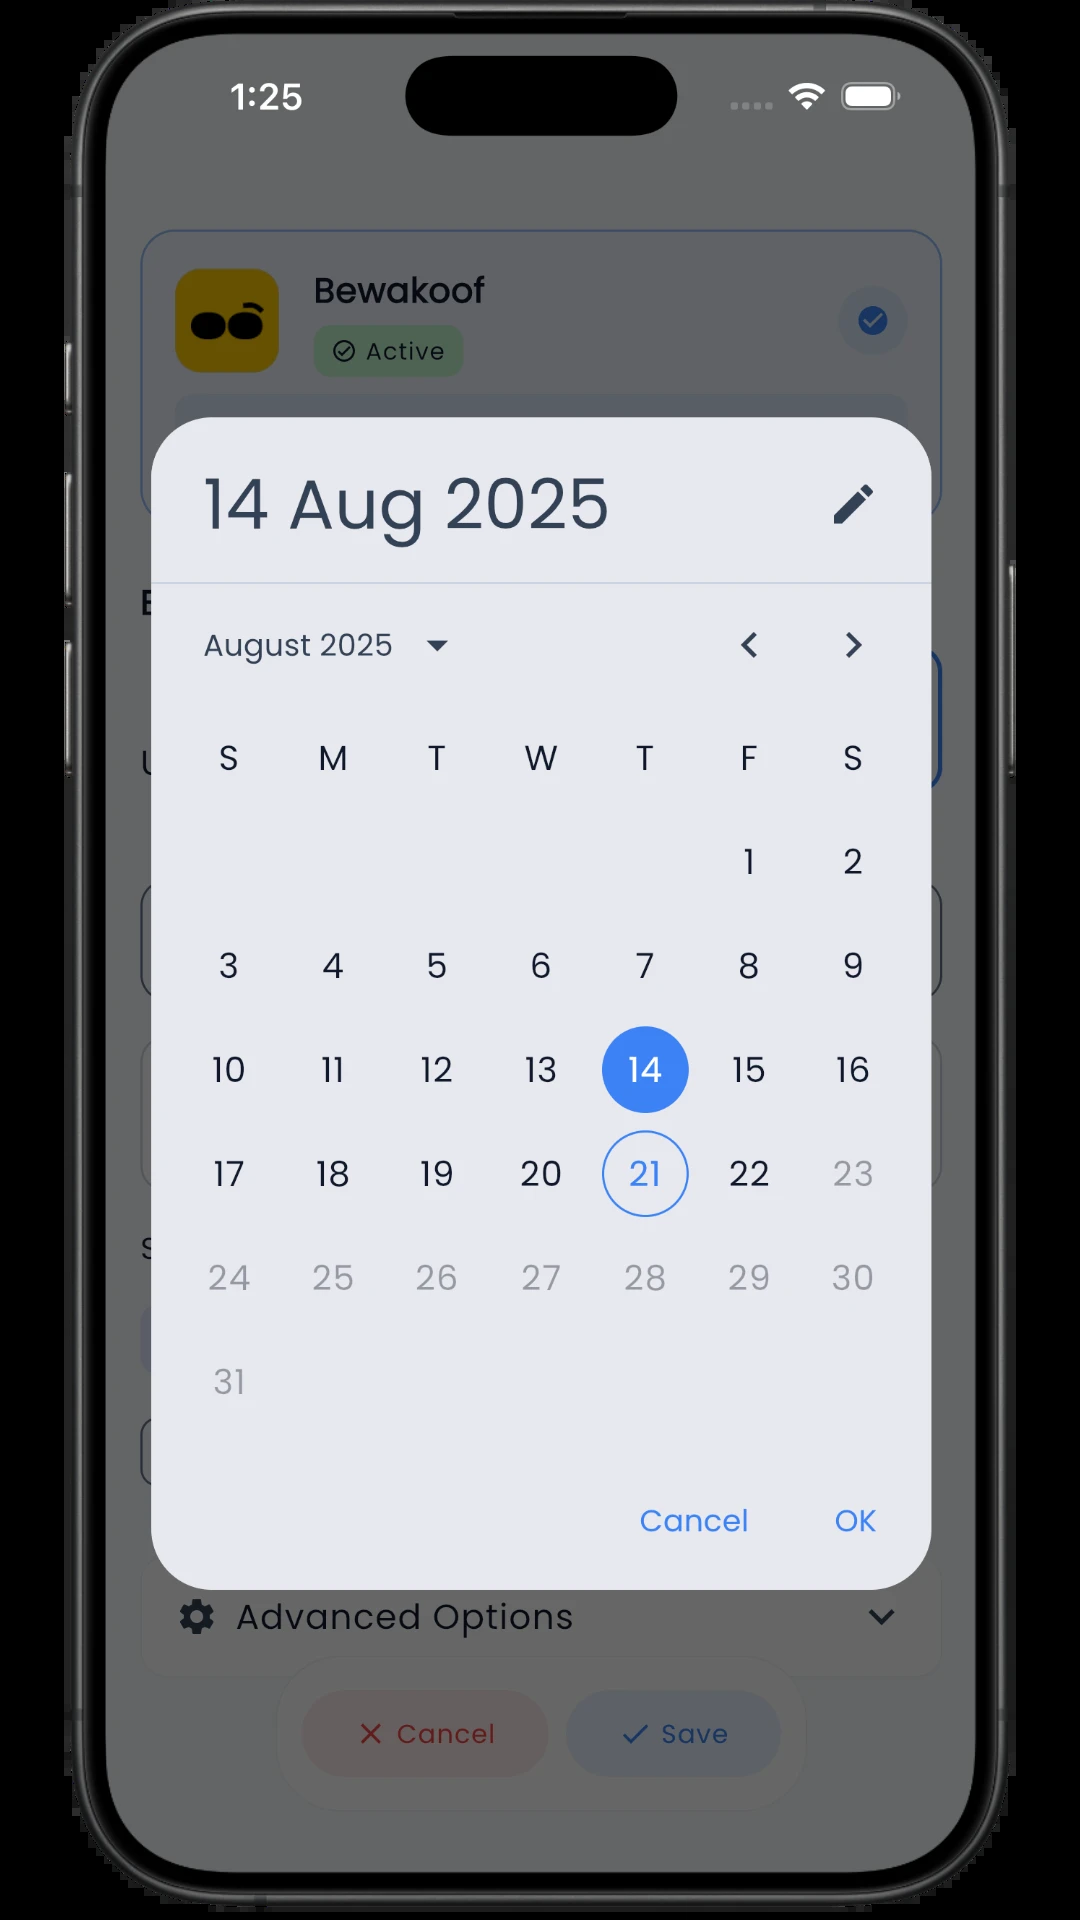 1:25
Bewakoof
Active
14 Aug 2025
August 2025
S M T W T F S
1 2
3 4 5 6 7 8 9
10 11 12 13 14 15 16
17 18 19 20 21 22 23
24 25 26 27 28 29 30
31
Cancel OK
Advanced Options
Cancel Save